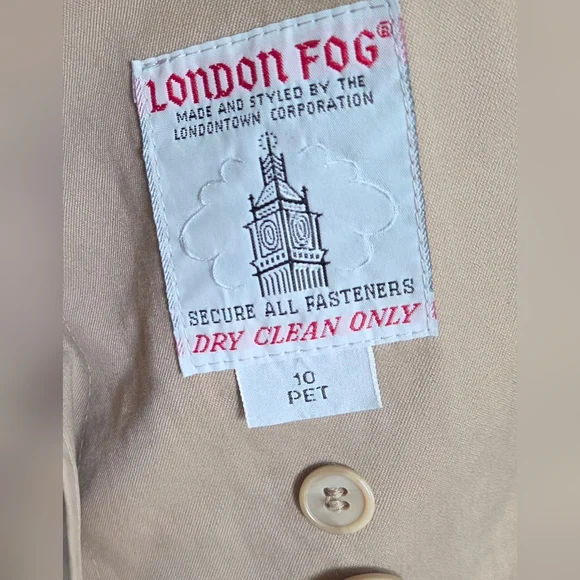 LONDON FOG®
MADE AND STYLED BY THE
LONDONTOWN CORPORATION
SECURE ALL FASTENERS
DRY CLEAN ONLY
10
PET